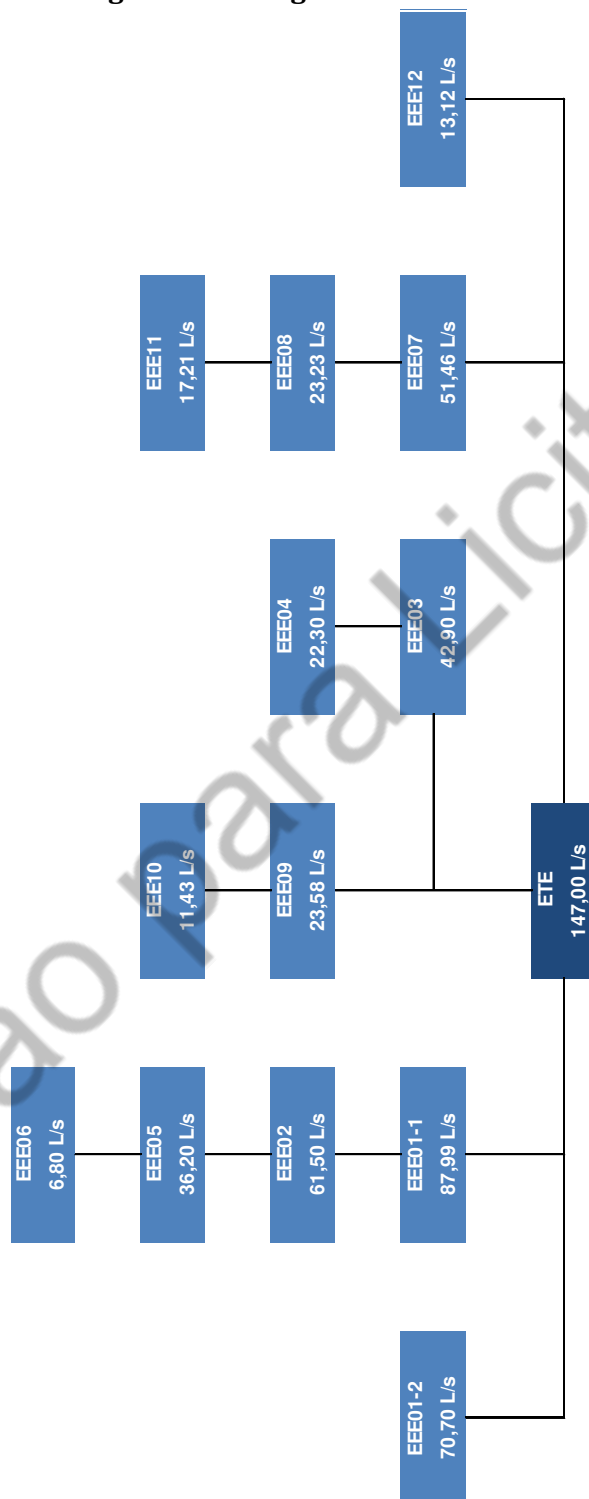 EEE12
13,12 L/s
EEE11
17,21 L/s
EEE08
23,23 L/s
EEE07
51,46 L/s
EEE04
22,30 L/s
EEE03
42,90 L/s
EEE10
11,43 L/s
EEE09
23,58 L/s
ETE
147,00 L/s
EEE06
6,80 L/s
EEE05
36,20 L/s
EEE02
61,50 L/s
EEE01-1
87,99 L/s
EEE01-2
70,70 L/s
para